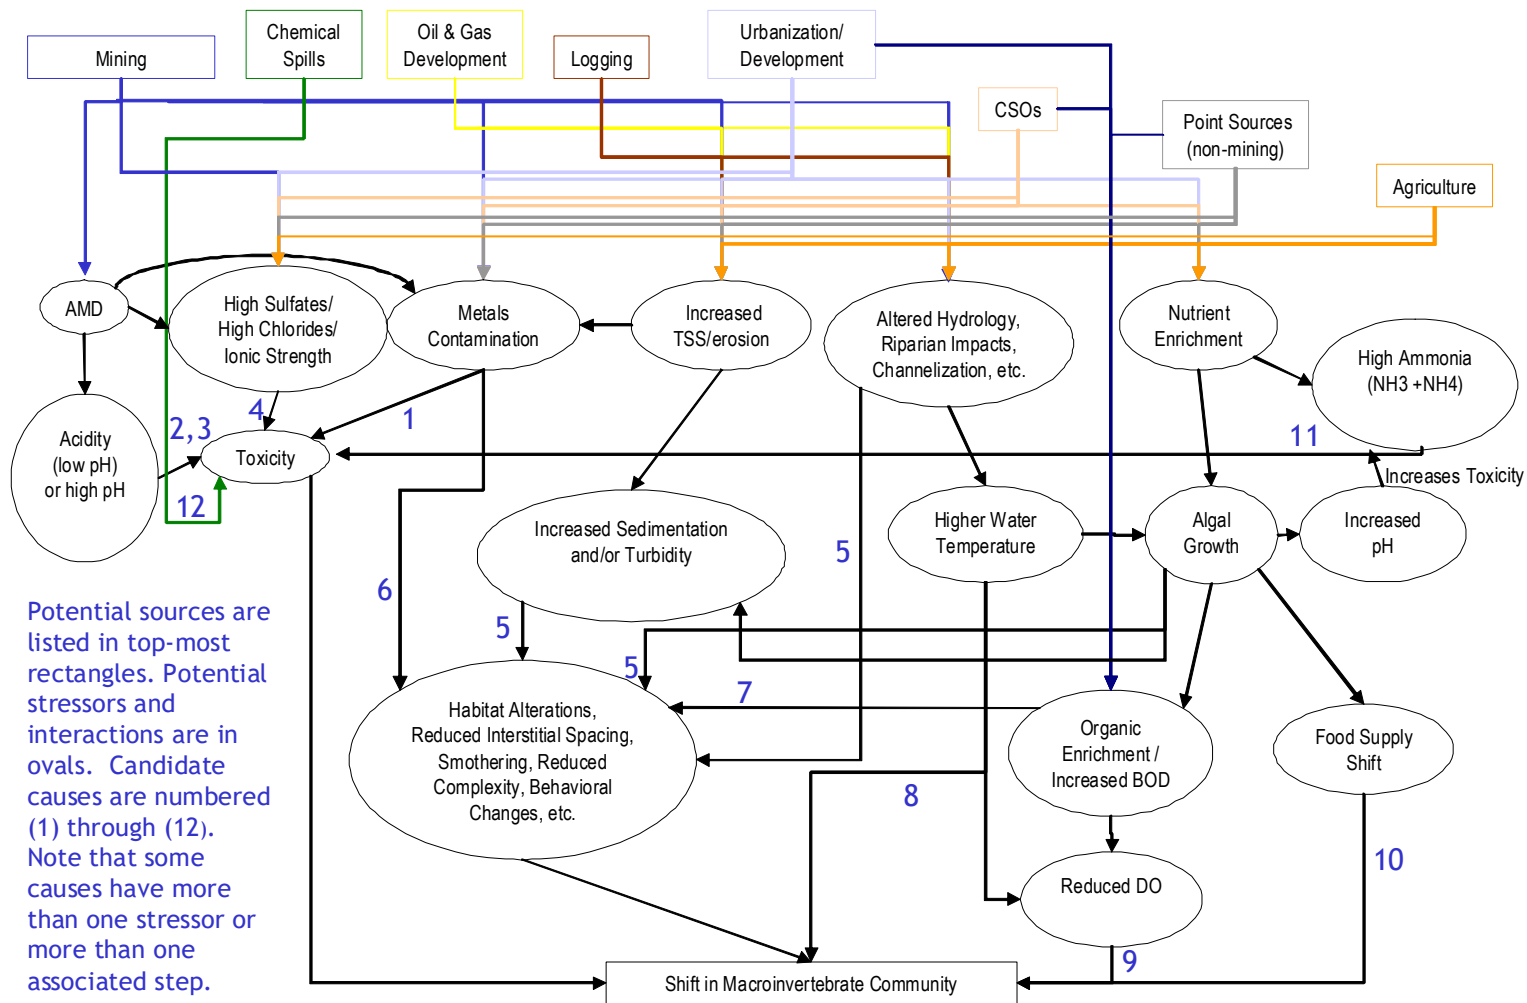 Mining
Chemical
Spills
Oil & Gas
Development
Logging
Urbanization/
Development
CSOs
Point Sources
(non-mining)
Agriculture
AMD
High Sulfates/
High Chlorides/
Ionic Strength
Metals
Contamination
Increased
TSS/erosion
Altered Hydrology,
Riparian Impacts,
Channelization, etc.
Nutrient
Enrichment
High Ammonia
(NH3 +NH4)
Acidity
(low pH)
or high pH
2,3
4
1
Toxicity
12
11
Increases Toxicity
Increased Sedimentation
and/or Turbidity
Higher Water
Temperature
Algal
Growth
Increased
pH
5
6
5
5
7
8
Habitat Alterations,
Reduced Interstitial Spacing,
Smothering, Reduced
Complexity, Behavioral
Changes, etc.
Organic
Enrichment /
Increased BOD
Food Supply
Shift
Reduced DO
10
9
Shift in Macroinvertebrate Community
Potential sources are
listed in top-most
rectangles. Potential
stressors and
interactions are in
ovals. Candidate
causes are numbered
(1) through (12).
Note that some
causes have more
than one stressor or
more than one
associated step.